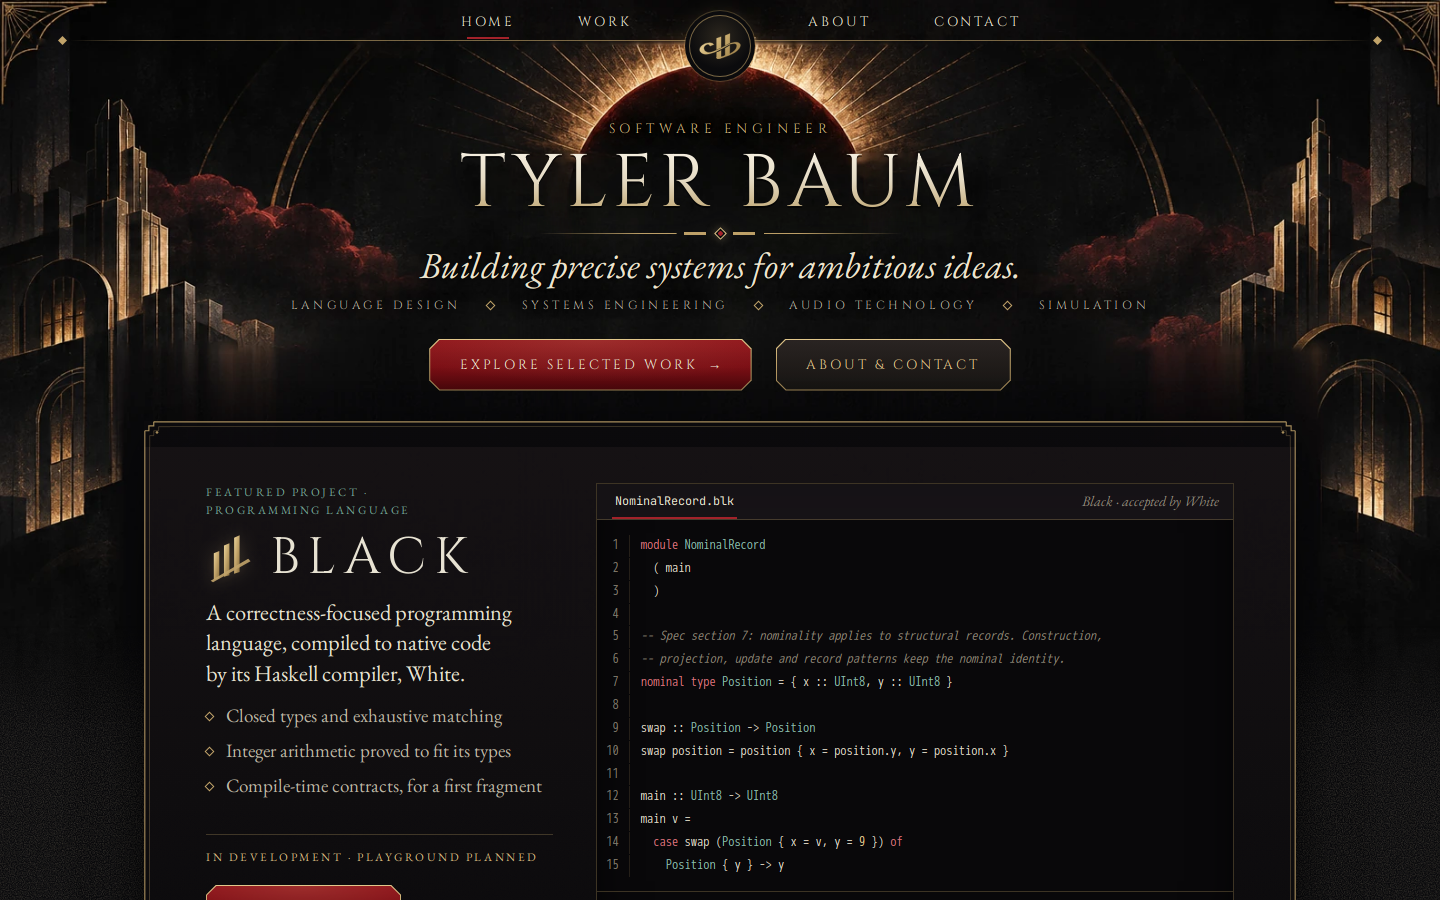 HOME WORK ABOUT CONTACT
SOFTWARE ENGINEER
TYLER BAUM
Building precise systems for ambitious ideas.
LANGUAGE DESIGN ◇ SYSTEMS ENGINEERING ◇ AUDIO TECHNOLOGY ◇ SIMULATION
EXPLORE SELECTED WORK →
ABOUT & CONTACT
FEATURED PROJECT ·
PROGRAMMING LANGUAGE
BLACK
A correctness-focused programming
language, compiled to native code
by its Haskell compiler, White.
Closed types and exhaustive matching
Integer arithmetic proved to fit its types
Compile-time contracts, for a first fragment
IN DEVELOPMENT · PLAYGROUND PLANNED
NominalRecord.blk
Black · accepted by White
1 module NominalRecord
2   ( main
3   )
4
5 -- Spec section 7: nominality applies to structural records. Construction,
6 -- projection, update and record patterns keep the nominal identity.
7 nominal type Position = { x :: UInt8, y :: UInt8 }
8
9 swap :: Position -> Position
10 swap position = position { x = position.y, y = position.x }
11
12 main :: UInt8 -> UInt8
13 main v =
14   case swap (Position { x = v, y = 9 }) of
15     Position { y } -> y